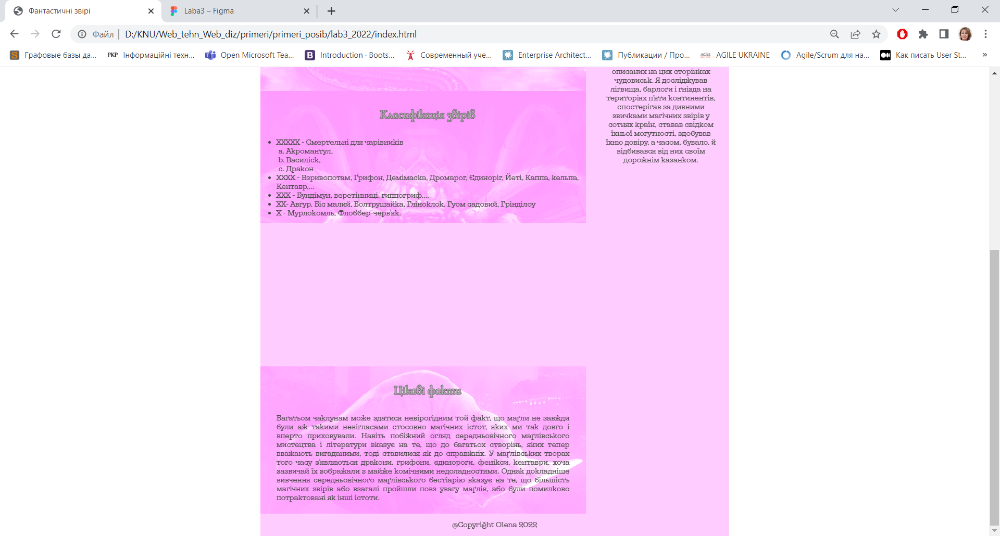 Фантастичні звірі
Laba3 – Figma
Файл | D:/KNU/Web_tehn_Web_diz/primeri/primeri_posib/lab3_2022/index.html
Графовые базы да...
PKP Інформаційні техн...
Open Microsoft Tea...
B Introduction · Boots...
Современный уче...
Enterprise Architect...
Публикации / Про...
AGILE UKRAINE
Agile/Scrum для на...
Как писать User St...
»
Класифікація звірів
• XXXXX - Смертельні для чарівників
a. Акромантул,
b. Василіск,
c. Дракон
• XXXX - Взривопотам, Грифон, Демімаска, Дромарог, Єдиноріг, Йеті, Каппа, кельпа,
Кентавр,...
• XXX - Бундімун, веретінниці, гиппогриф,...
• XX- Авгур, Біс малий, Болтрушайка, Гліноклок, Гуом садовий, Грінділоу
• X - Мурлокомль, Флоббер-черв'як.
описаних на цих сторінках
чудовиськ. Я досліджував
лігвища, барлоги і гнізда на
територіях п'яти континентів,
спостерігав за дивними
звичками магічних звірів у
сотнях країн, ставав свідком
їхньої могутності, здобував
їхню довіру, а часом, бувало, й
відбивався від них своїм
дорожнім казанком.
Цікаві факти
Багатьом чаклунам може здатися невірогідним той факт, що маґли не завжди
були аж такими невігласами стосовно магічних істот, яких ми так довго і
вперто приховували. Навіть побіжний огляд середньовічного маґлівського
мистецтва і літератури вказує на те, що до багатьох створінь, яких тепер
вважають вигаданими, тоді ставилися як до справжніх. У маґлівських творах
того часу з'являються дракони, грифони, єдинороги, фенікси, кентаври, хоча
зазвичай їх зображали з майже комічними недоладностями. Однак докладніше
вивчення середньовічного маґлівського бестіарію вказує на те, що більшість
магічних звірів або взагалі пройшли повз увагу маґлів, або були помилково
потрактовані як інші істоти.
@Copyright Olena 2022